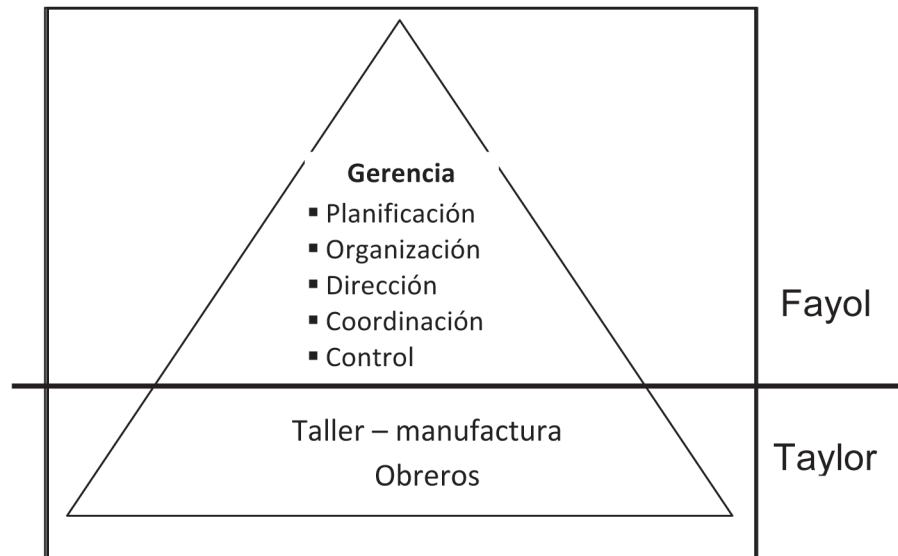 Gerencia
▪ Planificación
▪ Organización
▪ Dirección
▪ Coordinación
▪ Control
Fayol
Taller – manufactura
Obreros
Taylor